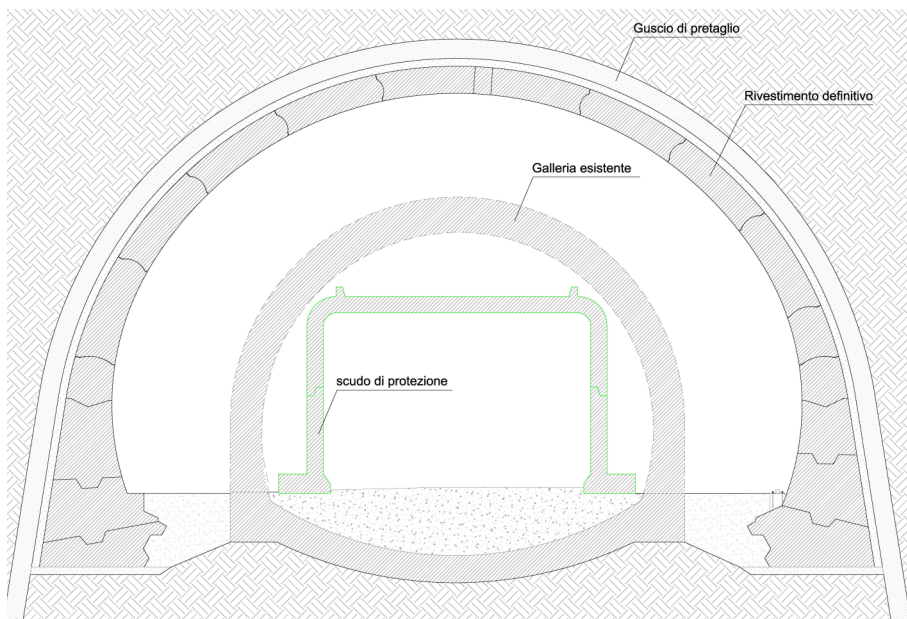 Guscio di pretaglio
Rivestimento definitivo
Galleria esistente
scudo di protezione